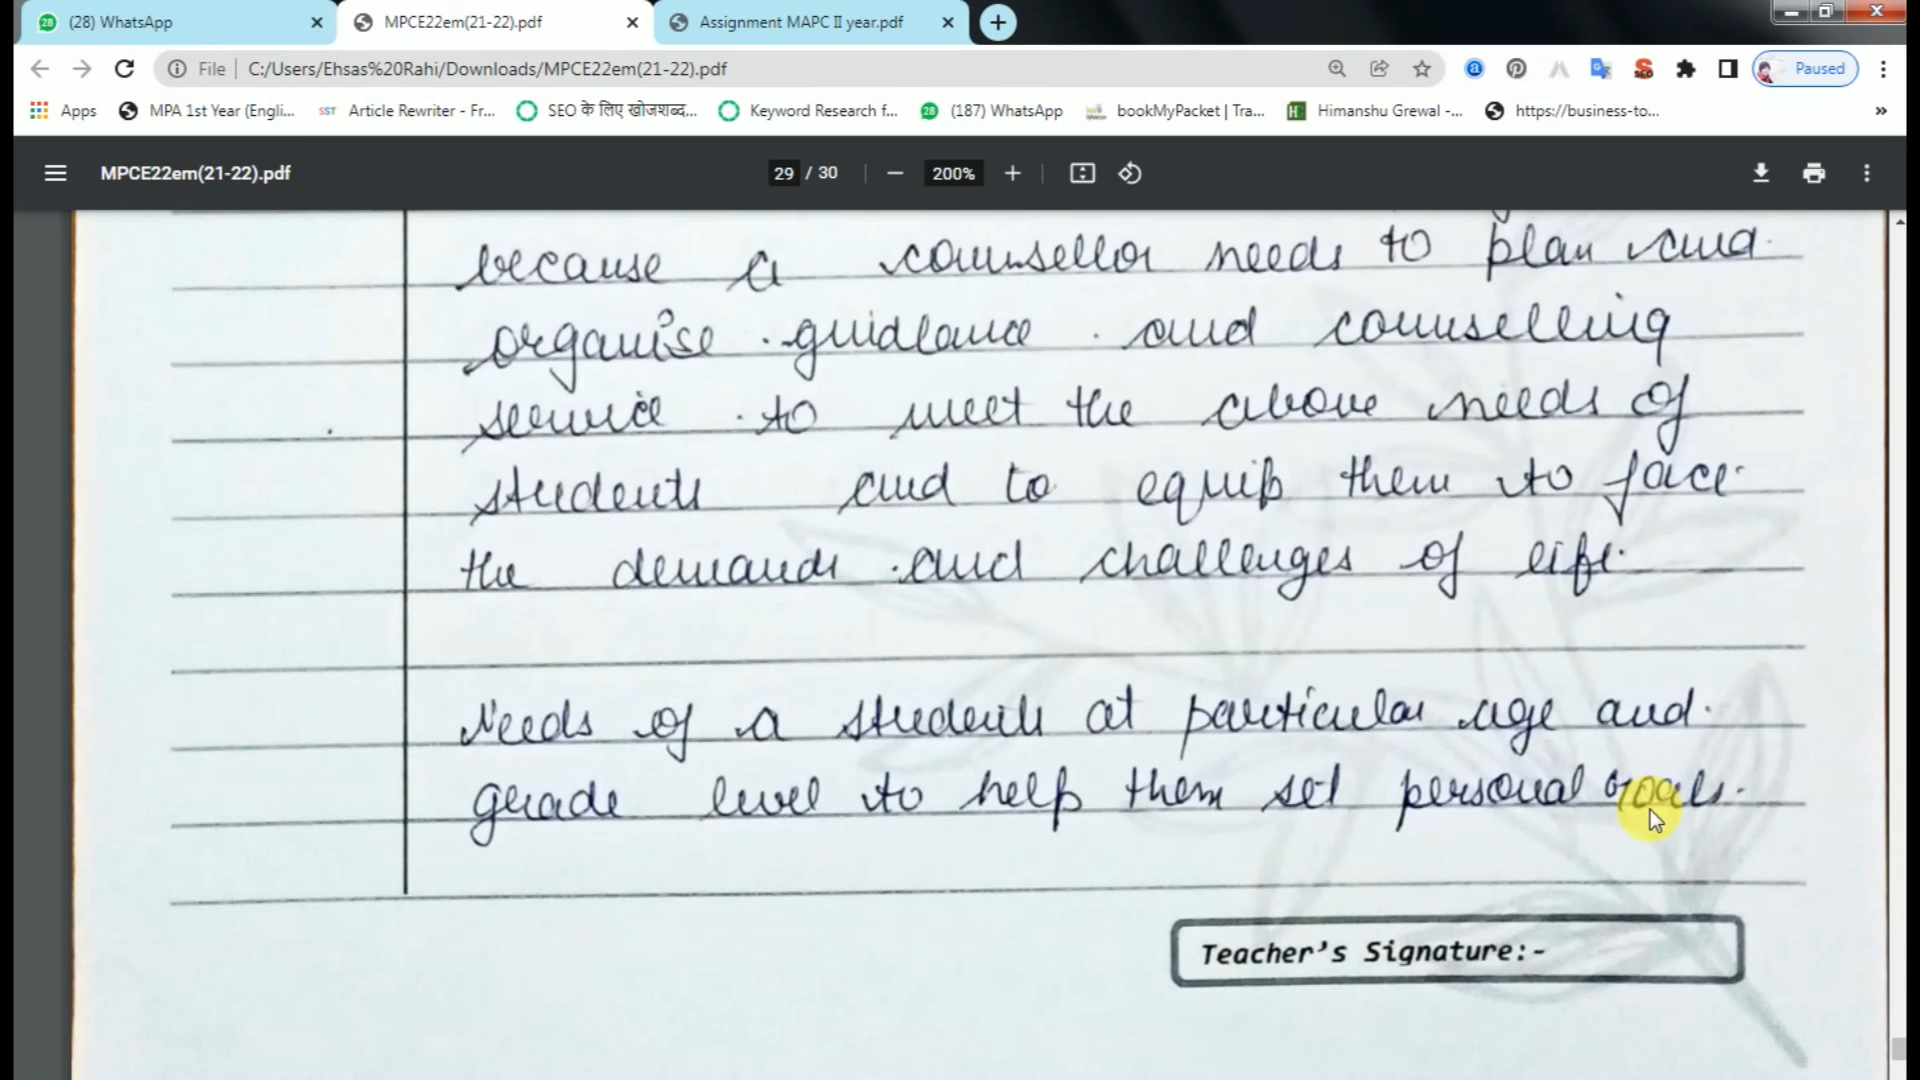 (28) WhatsApp
MPCE22em(21-22).pdf
Assignment MAPC II year.pdf
File
C:/Users/Ehsas%20Rahi/Downloads/MPCE22em(21-22).pdf
Paused
Apps
MPA 1st Year (Engli...
SST Article Rewriter - Fr...
SEO के लिए खोजशब्द...
Keyword Research f...
(187) WhatsApp
bookMyPacket | Tra...
Himanshu Grewal -...
https://business-to...
MPCE22em(21-22).pdf
29 / 30
200%
because a counsellor needs to plan and
organise guidance and counselling
service to meet the above needs of
students and to equip them to face
the demands and challenges of life.
Needs of a students at particular age and
grade level to help them set personal goals.
Teacher's Signature:-